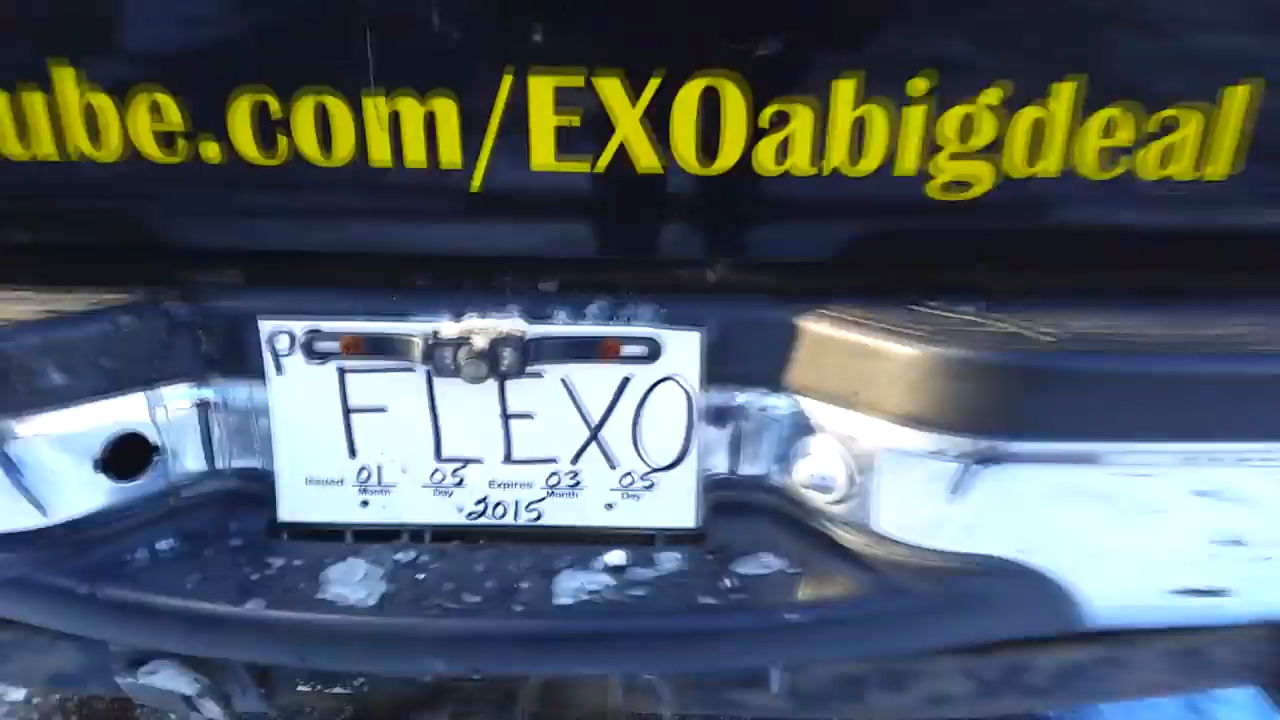 ube.com/EXOabigdeal
P
FLEXO
Issued 01 05 Expires 03 05
Month Day Month Day
2015